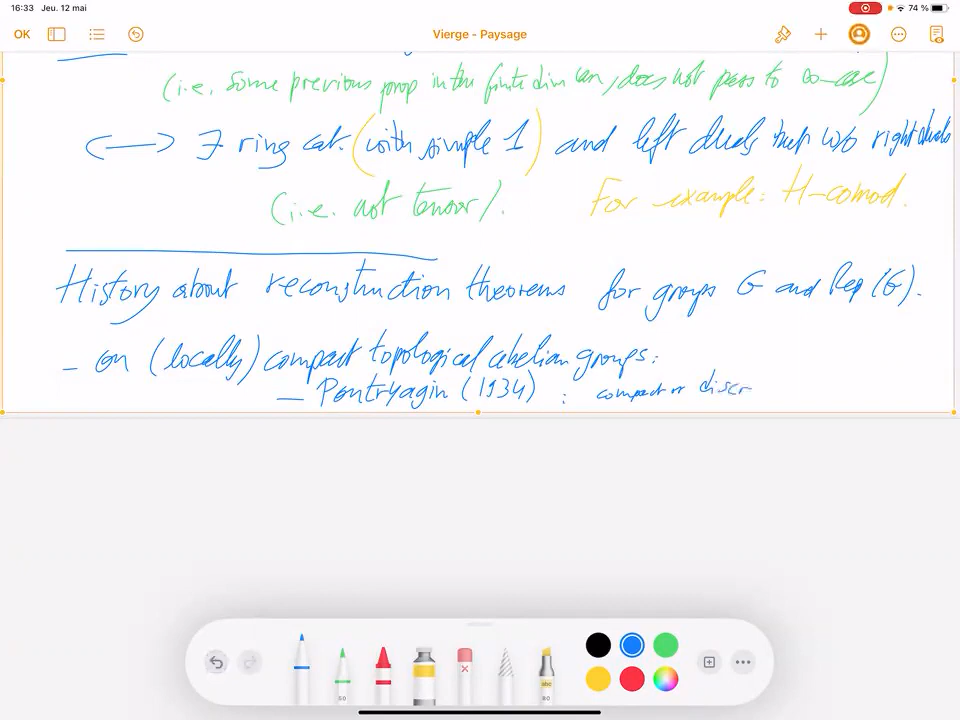 16:33 Jeu. 12 mai
74 %
OK
Vierge - Paysage
(i.e. some previous prop in the finite dim case, does not pass to ∞-case)
⟷ ∃ ring cat. (with simple 1) and left duals but w/o right duals
(i.e. not tensor).
For example: H-comod.
History about reconstruction theorems for groups G and Rep(G).
- on (locally) compact topological abelian groups:
- Pontryagin (1934) : compact or discr
50
abc
80